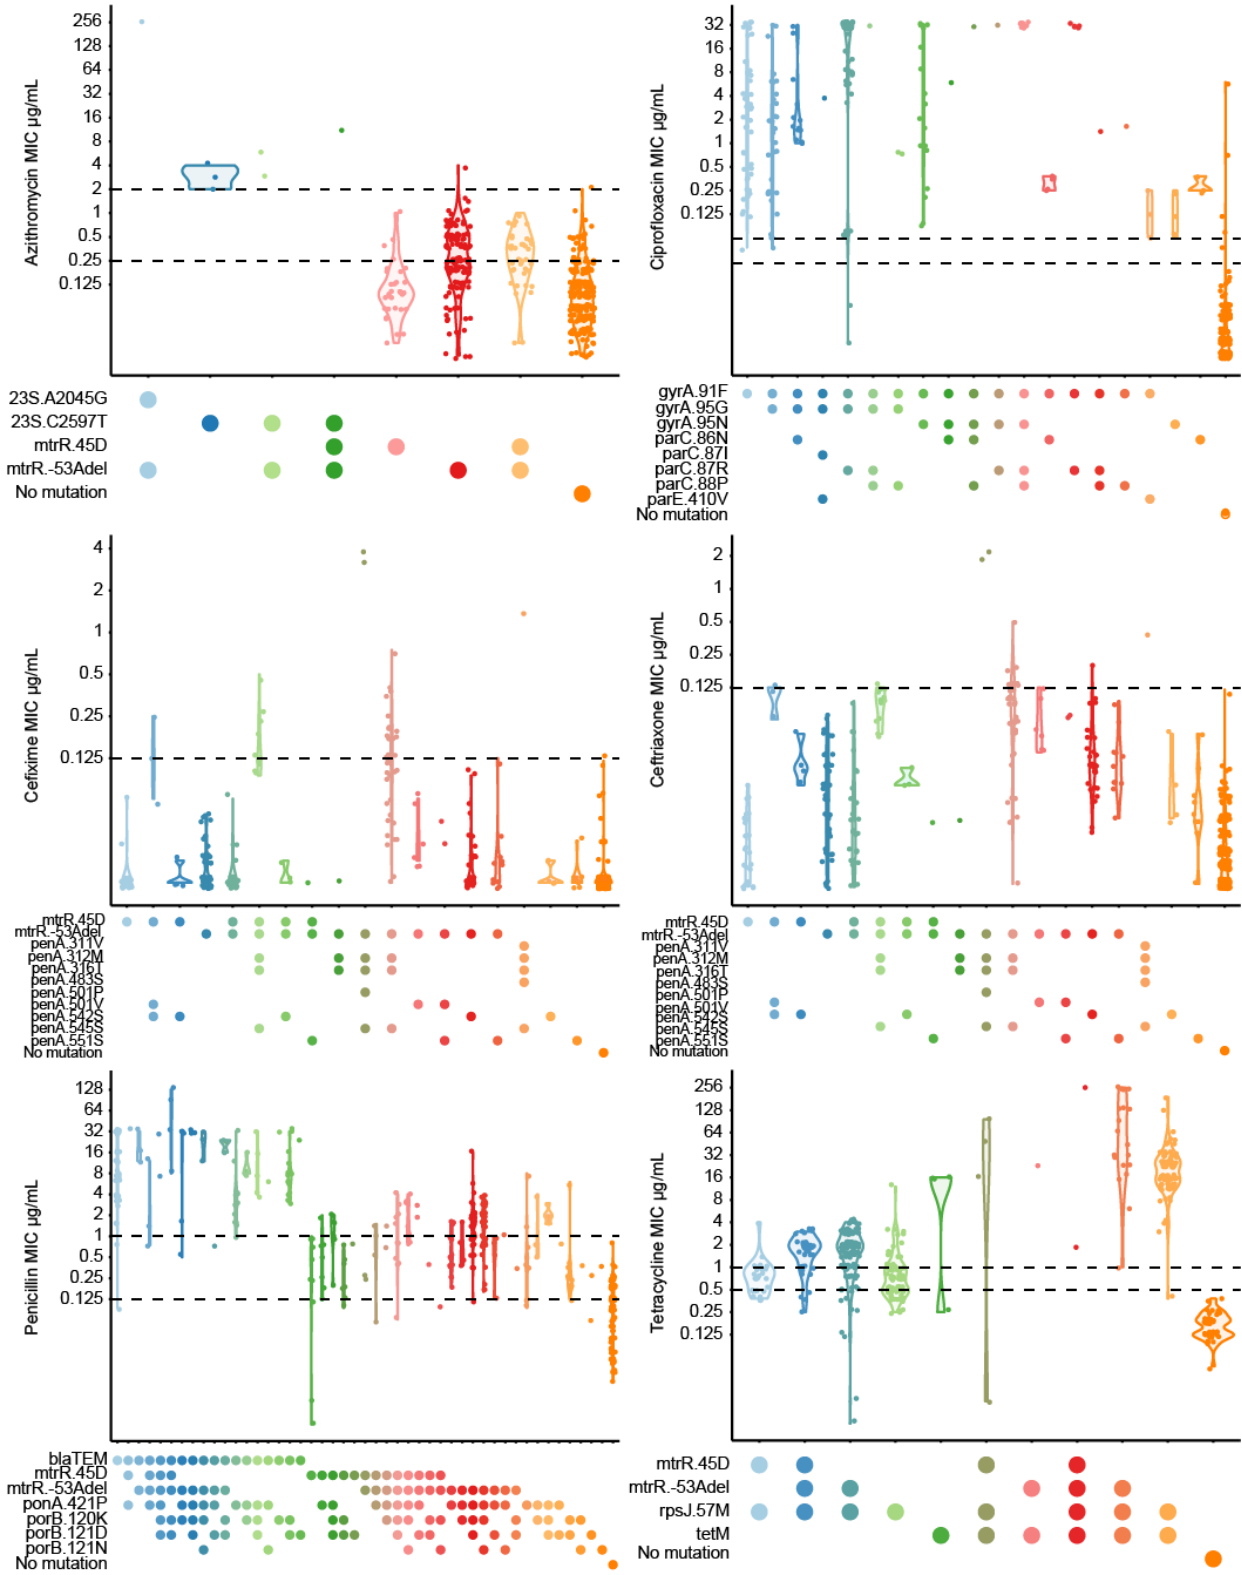 Azithromycin MIC µg/mL
256
128
64
32
16
8
4
2
1
0.5
0.25
0.125
23S.A2045G
23S.C2597T
mtrR.45D
mtrR.-53Adel
No mutation
Ciprofloxacin MIC µg/mL
32
16
8
4
2
1
0.5
0.25
0.125
gyrA.91F
gyrA.95G
gyrA.95N
parC.86N
parC.87I
parC.87R
parC.88P
parE.410V
No mutation
Cefixime MIC µg/mL
4
2
1
0.5
0.25
0.125
mtrR.45D
mtrR.-53Adel
penA.311V
penA.312M
penA.316T
penA.483S
penA.501P
penA.501V
penA.542S
penA.545S
penA.551S
No mutation
Ceftriaxone MIC µg/mL
2
1
0.5
0.25
0.125
mtrR.45D
mtrR.-53Adel
penA.311V
penA.312M
penA.316T
penA.483S
penA.501P
penA.501V
penA.542S
penA.545S
penA.551S
No mutation
Penicillin MIC µg/mL
128
64
32
16
8
4
2
1
0.5
0.25
0.125
blaTEM
mtrR.45D
mtrR.-53Adel
ponA.421P
porB.120K
porB.121D
porB.121N
No mutation
Tetracycline MIC µg/mL
256
128
64
32
16
8
4
2
1
0.5
0.25
0.125
mtrR.45D
mtrR.-53Adel
rpsJ.57M
tetM
No mutation